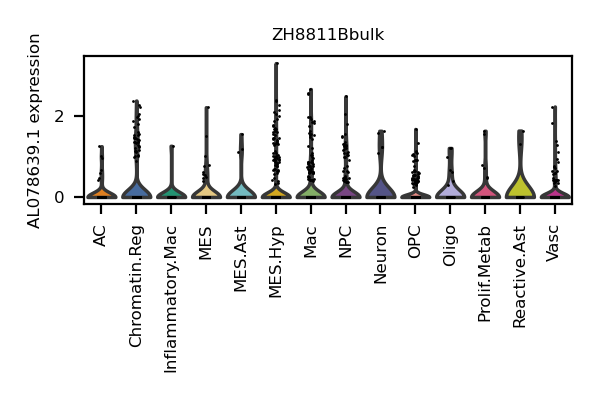 ZH8811Bbulk
AL078639.1 expression
2
0
AC
Chromatin.Reg
Inflammatory.Mac
MES
MES.Ast
MES.Hyp
Mac
NPC
Neuron
OPC
Oligo
Prolif.Metab
Reactive.Ast
Vasc